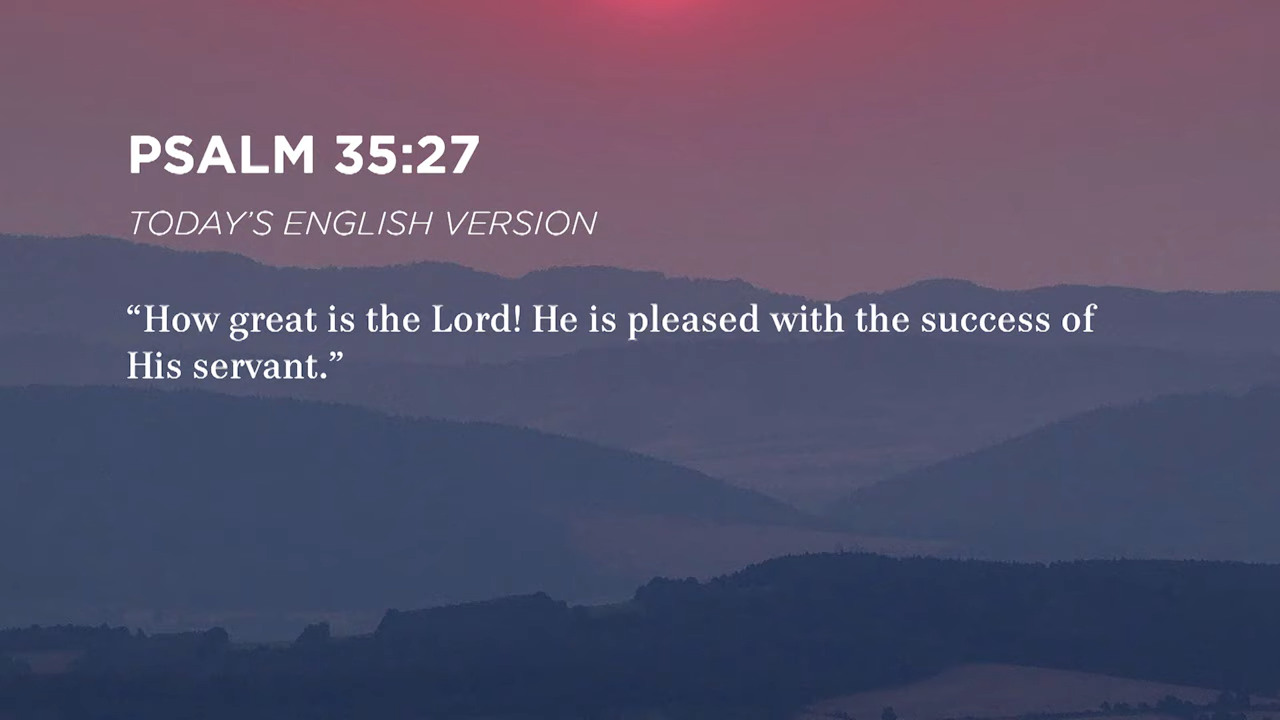 PSALM 35:27
TODAY’S ENGLISH VERSION
“How great is the Lord! He is pleased with the success of
His servant.”